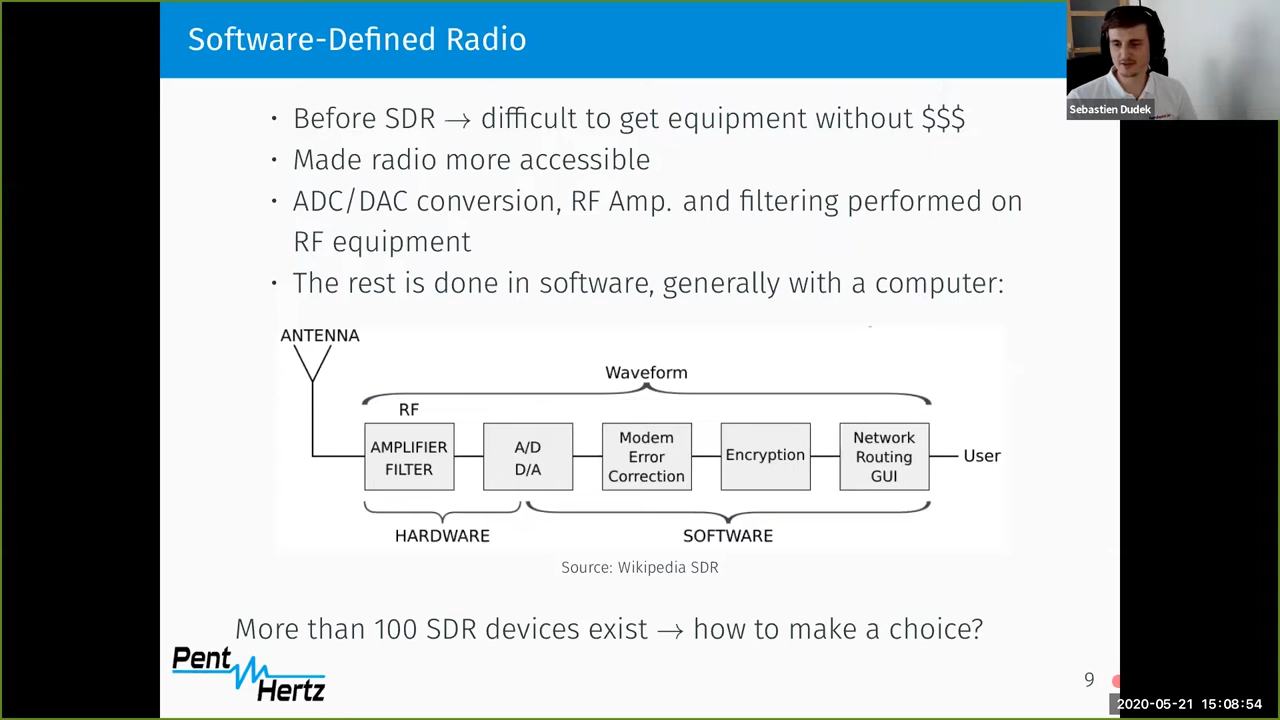 Software-Defined Radio
Sebastien Dudek
· Before SDR → difficult to get equipment without $$$
· Made radio more accessible
· ADC/DAC conversion, RF Amp. and filtering performed on
RF equipment
· The rest is done in software, generally with a computer:
ANTENNA
Waveform
RF
AMPLIFIER
FILTER
A/D
D/A
Modem
Error
Correction
Encryption
Network
Routing
GUI
User
HARDWARE
SOFTWARE
Source: Wikipedia SDR
More than 100 SDR devices exist → how to make a choice?
Pent
Hertz
9
2020-05-21 15:08:54